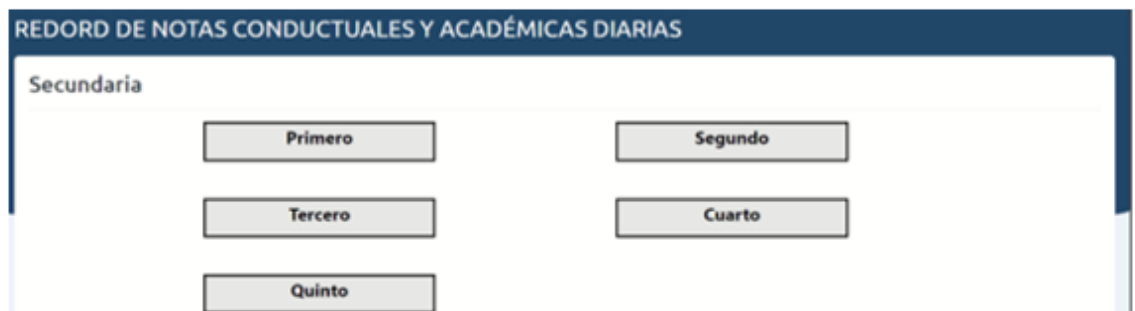 REDORD DE NOTAS CONDUCTUALES Y ACADÉMICAS DIARIAS
Secundaria
Primero
Segundo
Tercero
Cuarto
Quinto